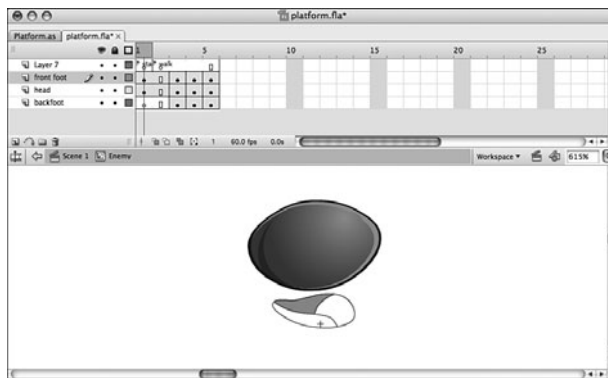 platform.fla*
Platform.as platform.fla* ×
1 5 10 15 20 25
Layer 7
walk
front foot
head
backfoot
1 60.0 fps 0.0s
Scene 1 Enemy Workspace 615%